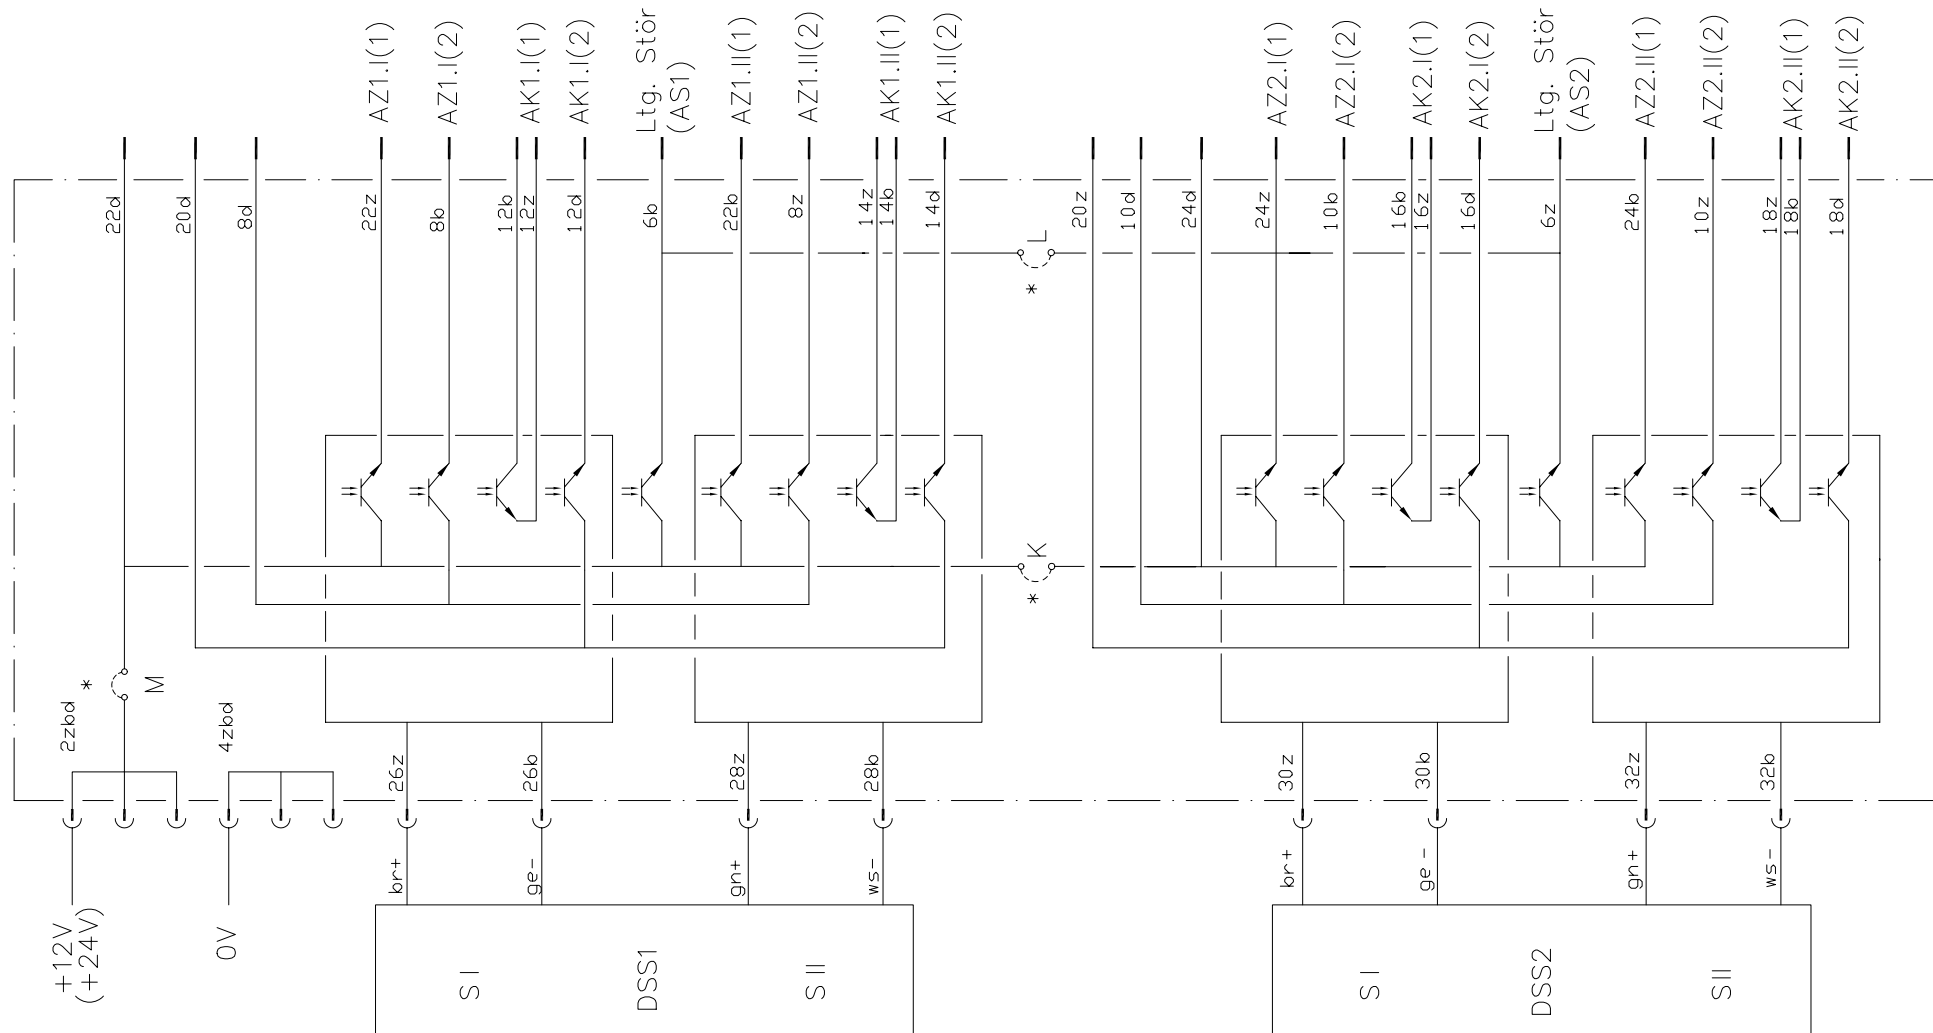 AZ1.I(1)
AZ1.I(2)
AK1.I(1)
AK1.I(2)
Ltg. Stör
(AS1)
AZ1.II(1)
AZ1.II(2)
AK1.II(1)
AK1.II(2)
AZ2.I(1)
AZ2.I(2)
AK2.I(1)
AK2.I(2)
Ltg. Stör
(AS2)
AZ2.II(1)
AZ2.II(2)
AK2.II(1)
AK2.II(2)
22d
20d
8d
22z
8b
12b
12z
12d
6b
22b
8z
14z
14b
14d
20z
10d
24d
24z
10b
16b
16z
16d
6z
24b
10z
18z
18b
18d
* L
* K
* M
2zbd
4zbd
26z
26b
28z
28b
30z
30b
32z
32b
br+
ge-
gn+
ws-
br+
ge-
gn+
ws-
+12V
(+24V)
0V
S I
DSS1
S II
S I
DSS2
S II